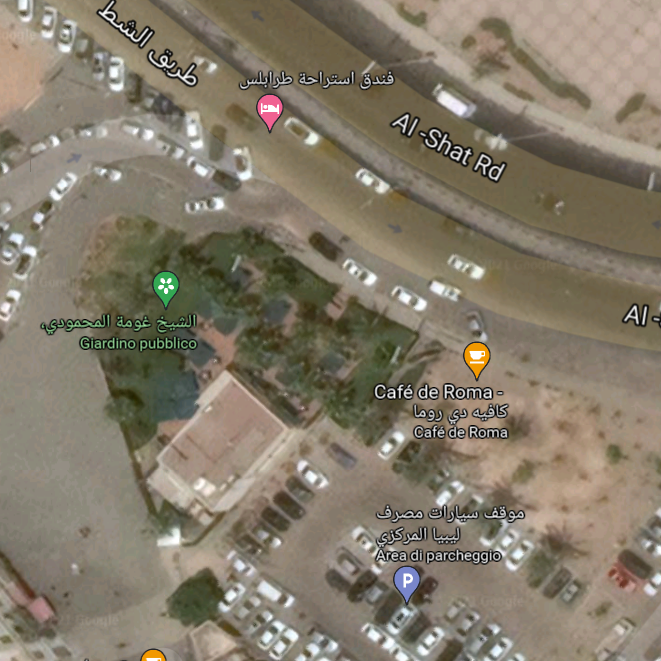 طريق الشط
فندق استراحة طرابلس
Al -Shat Rd
الشيخ غومة المحمودي،
Giardino pubblico
Al -
Café de Roma -
كافيه دي روما
Café de Roma
موقف سيارات مصرف
ليبيا المركزي
Area di parcheggio
P
Google